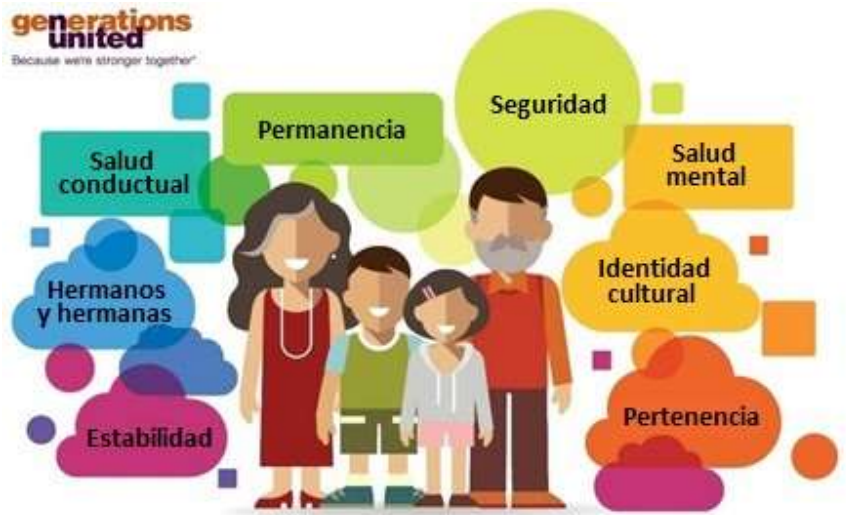 generations
united
Because we're stronger together®
Permanencia
Seguridad
Salud
conductual
Salud
mental
Hermanos
y hermanas
Identidad
cultural
Estabilidad
Pertenencia